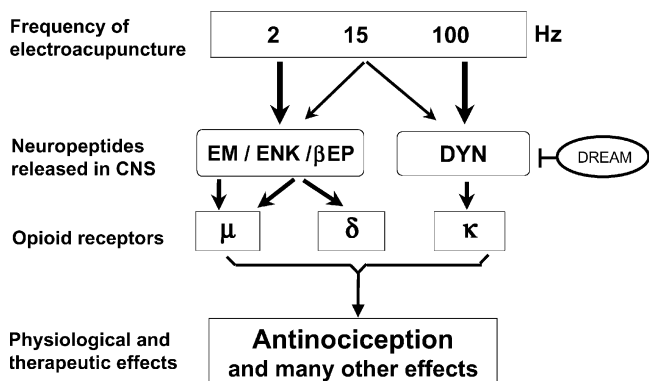 Frequency of
electroacupuncture
2 15 100 Hz
Neuropeptides
released in CNS
EM / ENK /βEP
DYN
DREAM
Opioid receptors
μ δ κ
Physiological and
therapeutic effects
Antinociception
and many other effects